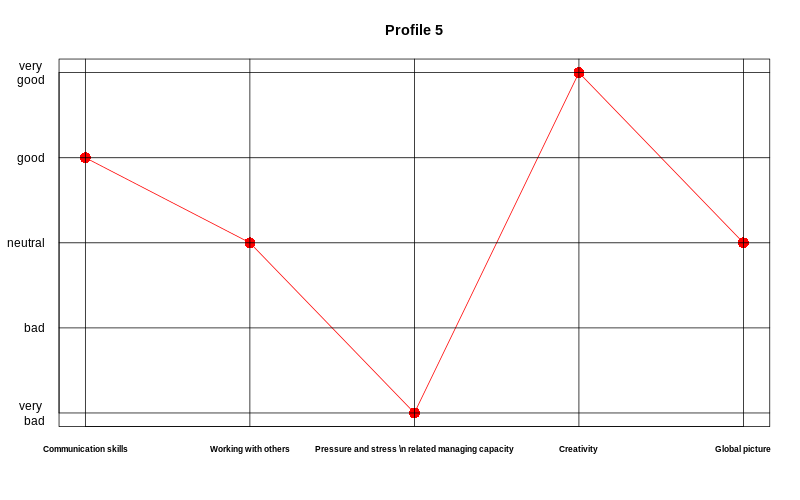 Profile 5
very
good
good
neutral
bad
very
bad
Communication skills
Working with others
Pressure and stress \n related managing capacity
Creativity
Global picture